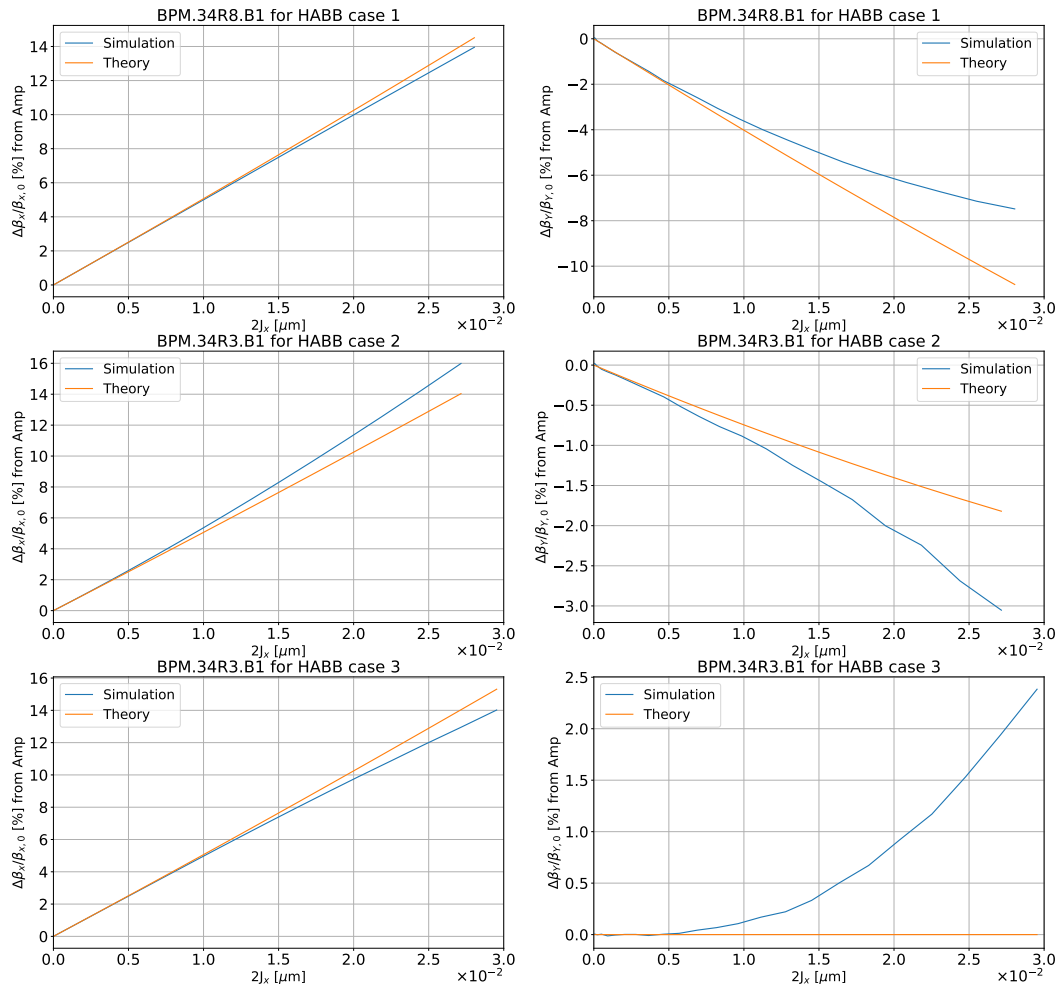 BPM.34R8.B1 for HABB case 1
Simulation
Theory
14
12
10
8
6
4
2
0
Δβx/βx,0 [%] from Amp
0.0 0.5 1.0 1.5 2.0 2.5 3.0
2Jx [μm]
×10⁻²
BPM.34R8.B1 for HABB case 1
Simulation
Theory
0
−2
−4
−6
−8
−10
ΔβY/βY,0 [%] from Amp
0.0 0.5 1.0 1.5 2.0 2.5 3.0
2Jx [μm]
×10⁻²
BPM.34R3.B1 for HABB case 2
Simulation
Theory
16
14
12
10
8
6
4
2
0
Δβx/βx,0 [%] from Amp
0.0 0.5 1.0 1.5 2.0 2.5 3.0
2Jx [μm]
×10⁻²
BPM.34R3.B1 for HABB case 2
Simulation
Theory
0.0
−0.5
−1.0
−1.5
−2.0
−2.5
−3.0
ΔβY/βY,0 [%] from Amp
0.0 0.5 1.0 1.5 2.0 2.5 3.0
2Jx [μm]
×10⁻²
BPM.34R3.B1 for HABB case 3
Simulation
Theory
16
14
12
10
8
6
4
2
0
Δβx/βx,0 [%] from Amp
0.0 0.5 1.0 1.5 2.0 2.5 3.0
2Jx [μm]
×10⁻²
BPM.34R3.B1 for HABB case 3
Simulation
Theory
2.5
2.0
1.5
1.0
0.5
0.0
ΔβY/βY,0 [%] from Amp
0.0 0.5 1.0 1.5 2.0 2.5 3.0
2Jx [μm]
×10⁻²